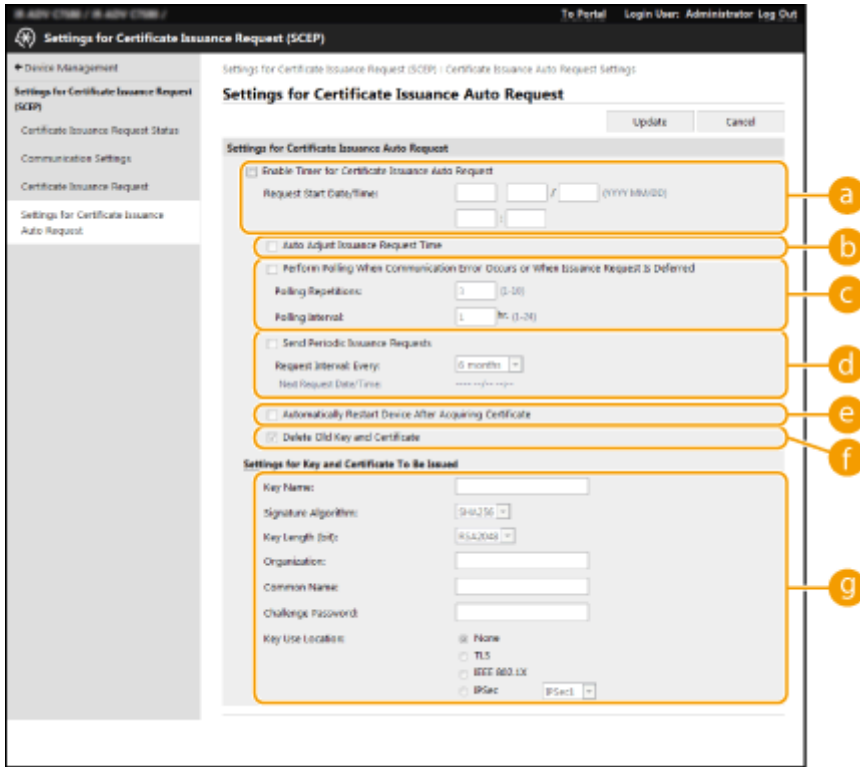 To Portal Login User: Administrator Log Out
Settings for Certificate Issuance Request (SCEP)
Device Management
Settings for Certificate Issuance Request (SCEP) : Certificate Issuance Auto Request Settings
Settings for Certificate Issuance Request
(SCEP)
Certificate Issuance Request Status
Communication Settings
Certificate Issuance Request
Settings for Certificate Issuance
Auto Request
Settings for Certificate Issuance Auto Request
Update Cancel
Settings for Certificate Issuance Auto Request
Enable Timer for Certificate Issuance Auto Request
Request Start Date/Time: / (YYYY MM/DD)
:
a
Auto Adjust Issuance Request Time
b
Perform Polling When Communication Error Occurs or When Issuance Request Is Deferred
Polling Repetitions: (1-10)
Polling Interval: 1 hr. (1-24)
c
Send Periodic Issuance Requests
Request Interval: Every: 6 months
Next Request Date/Time: ---- --/-- --:--
d
Automatically Restart Device After Acquiring Certificate
e
Delete Old Key and Certificate
f
Settings for Key and Certificate To Be Issued
Key Name:
Signature Algorithm: SHA256
Key Length (bit): RSA2048
Organization:
Common Name:
Challenge Password:
Key Use Location: None
TLS
IEEE 802.1X
IPSec IPSec1
g